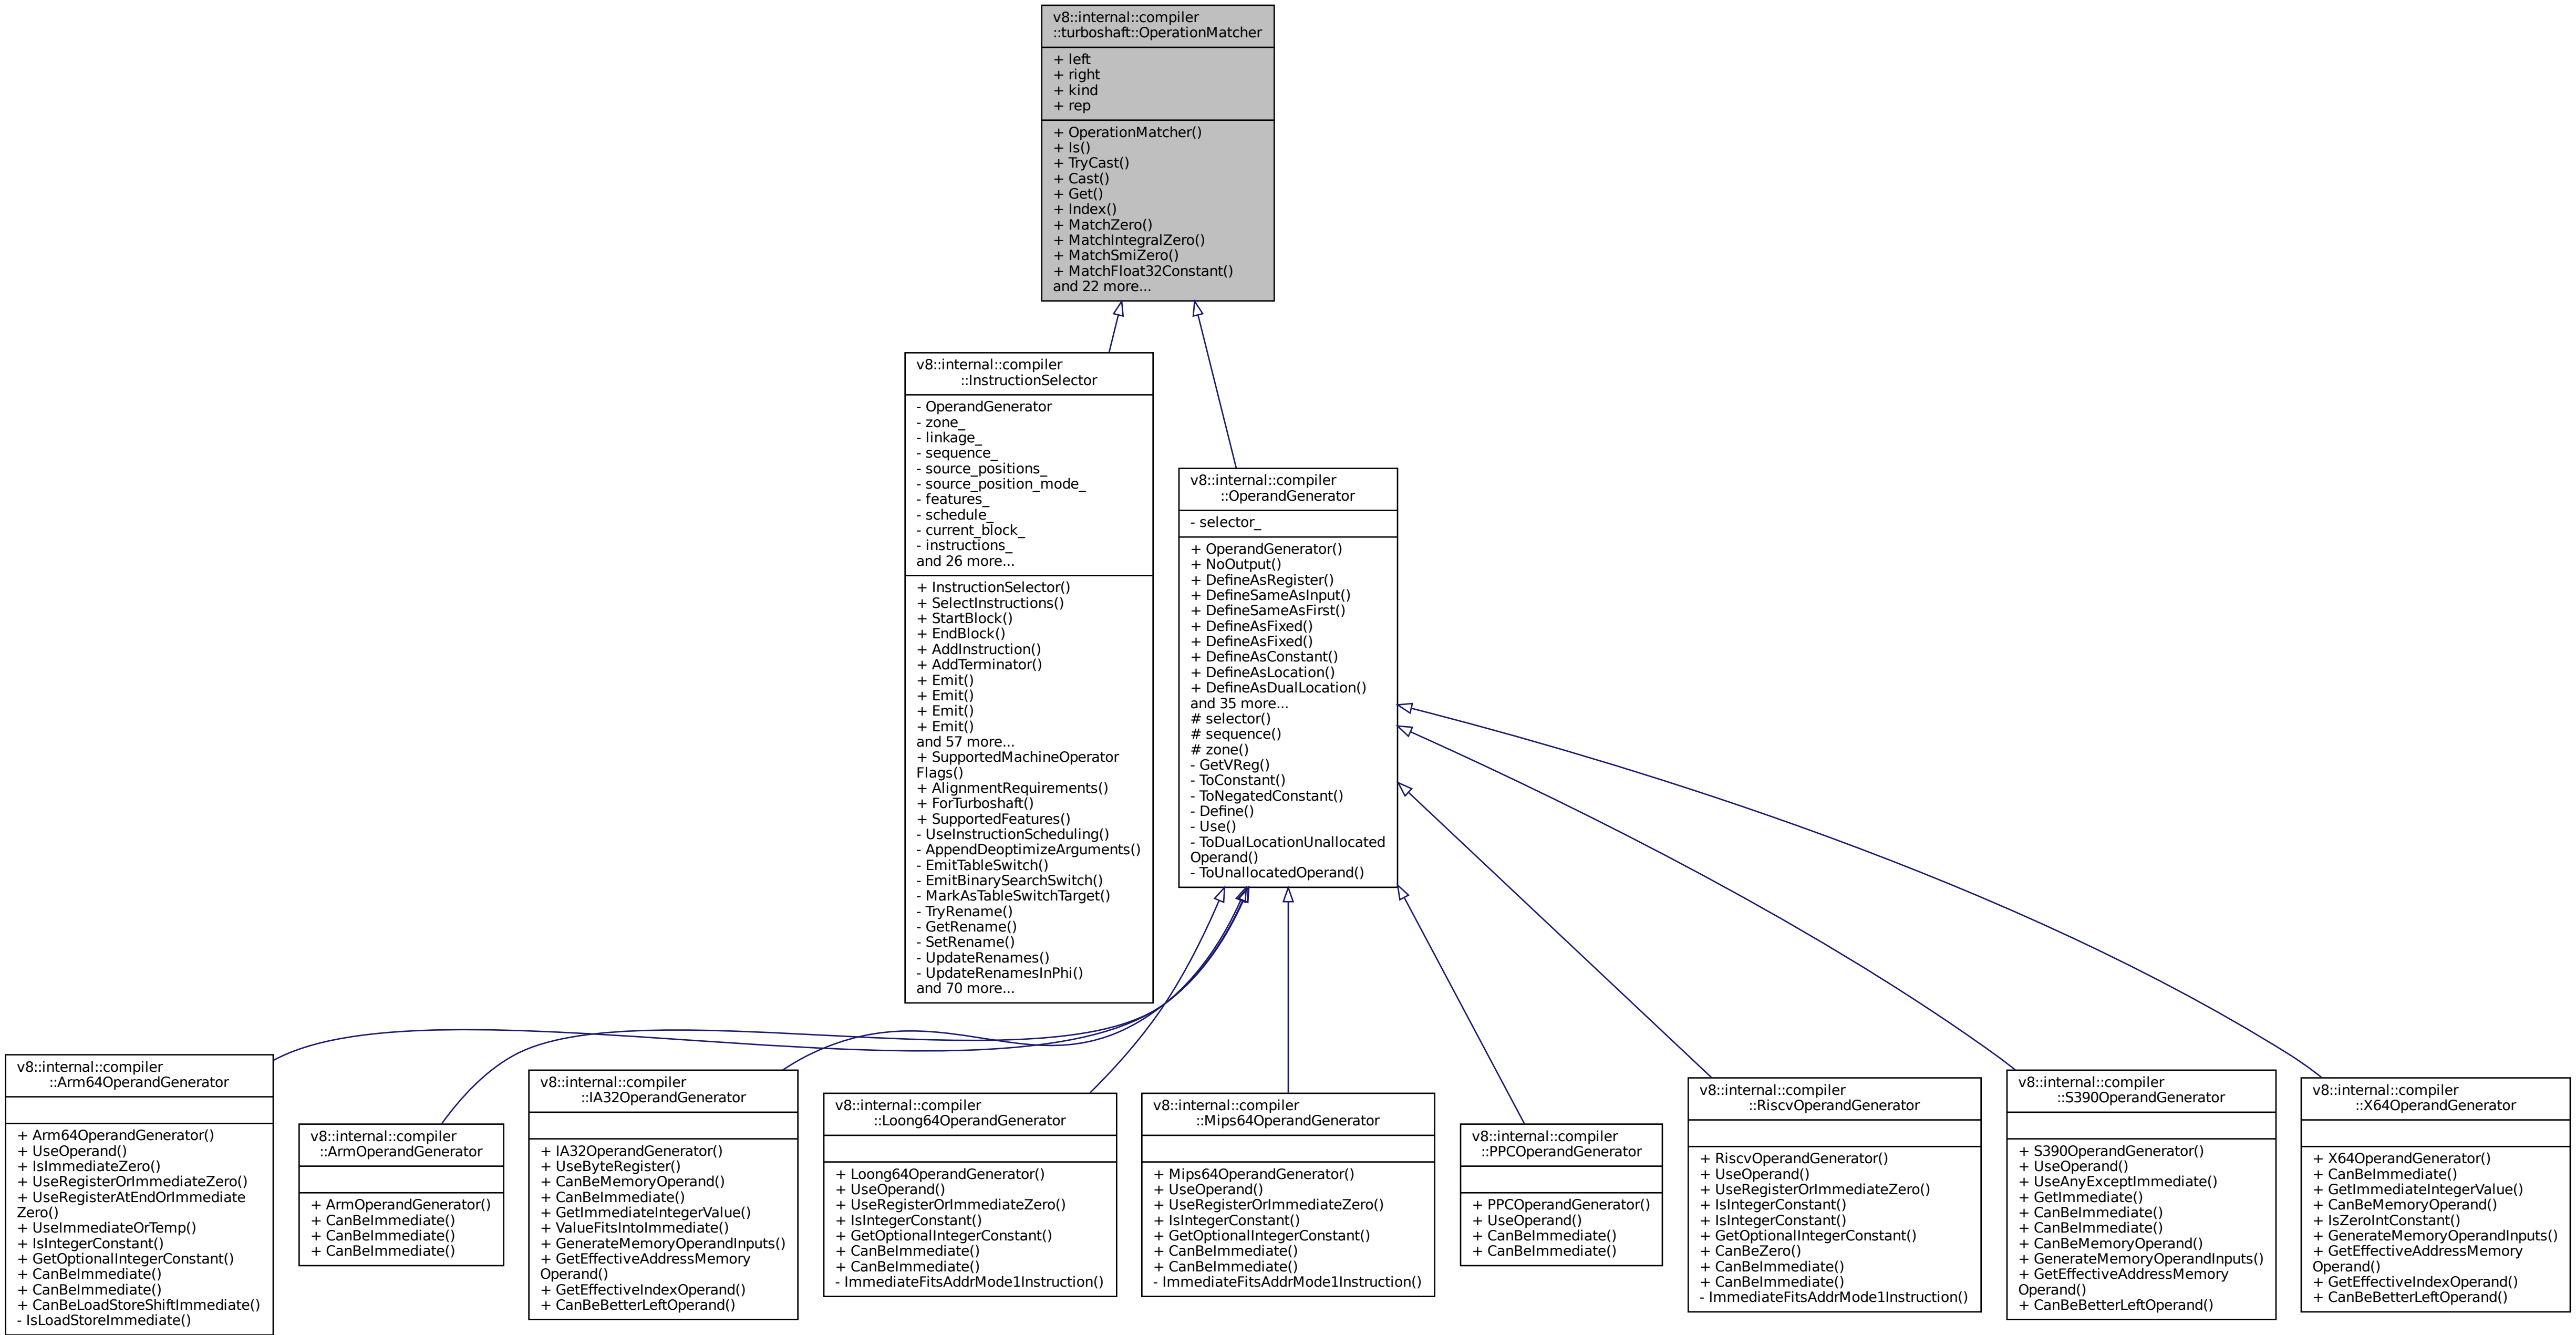 v8::internal::compiler
::turboshaft::OperationMatcher
+ left
+ right
+ kind
+ rep
+ OperationMatcher()
+ Is()
+ TryCast()
+ Cast()
+ Get()
+ Index()
+ MatchZero()
+ MatchIntegralZero()
+ MatchSmiZero()
+ MatchFloat32Constant()
and 22 more...
v8::internal::compiler
::InstructionSelector
- OperandGenerator
- zone_
- linkage_
- sequence_
- source_positions_
- source_position_mode_
- features_
- schedule_
- current_block_
- instructions_
and 26 more...
+ InstructionSelector()
+ SelectInstructions()
+ StartBlock()
+ EndBlock()
+ AddInstruction()
+ AddTerminator()
+ Emit()
+ Emit()
+ Emit()
+ Emit()
and 57 more...
+ SupportedMachineOperator
Flags()
+ AlignmentRequirements()
+ ForTurboshaft()
+ SupportedFeatures()
- UseInstructionScheduling()
- AppendDeoptimizeArguments()
- EmitTableSwitch()
- EmitBinarySearchSwitch()
- MarkAsTableSwitchTarget()
- TryRename()
- GetRename()
- SetRename()
- UpdateRenames()
- UpdateRenamesInPhi()
and 70 more...
v8::internal::compiler
::OperandGenerator
- selector_
+ OperandGenerator()
+ NoOutput()
+ DefineAsRegister()
+ DefineSameAsInput()
+ DefineSameAsFirst()
+ DefineAsFixed()
+ DefineAsFixed()
+ DefineAsConstant()
+ DefineAsLocation()
+ DefineAsDualLocation()
and 35 more...
# selector()
# sequence()
# zone()
- GetVReg()
- ToConstant()
- ToNegatedConstant()
- Define()
- Use()
- ToDualLocationUnallocated
Operand()
- ToUnallocatedOperand()
v8::internal::compiler
::Arm64OperandGenerator
+ Arm64OperandGenerator()
+ UseOperand()
+ IsImmediateZero()
+ UseRegisterOrImmediateZero()
+ UseRegisterAtEndOrImmediate
Zero()
+ UseImmediateOrTemp()
+ IsIntegerConstant()
+ GetOptionalIntegerConstant()
+ CanBeImmediate()
+ CanBeImmediate()
+ CanBeLoadStoreShiftImmediate()
- IsLoadStoreImmediate()
v8::internal::compiler
::ArmOperandGenerator
+ ArmOperandGenerator()
+ CanBeImmediate()
+ CanBeImmediate()
+ CanBeImmediate()
v8::internal::compiler
::IA32OperandGenerator
+ IA32OperandGenerator()
+ UseByteRegister()
+ CanBeMemoryOperand()
+ CanBeImmediate()
+ GetImmediateIntegerValue()
+ ValueFitsIntoImmediate()
+ GenerateMemoryOperandInputs()
+ GetEffectiveAddressMemory
Operand()
+ GetEffectiveIndexOperand()
+ CanBeBetterLeftOperand()
v8::internal::compiler
::Loong64OperandGenerator
+ Loong64OperandGenerator()
+ UseOperand()
+ UseRegisterOrImmediateZero()
+ IsIntegerConstant()
+ GetOptionalIntegerConstant()
+ CanBeImmediate()
+ CanBeImmediate()
- ImmediateFitsAddrMode1Instruction()
v8::internal::compiler
::Mips64OperandGenerator
+ Mips64OperandGenerator()
+ UseOperand()
+ UseRegisterOrImmediateZero()
+ IsIntegerConstant()
+ GetOptionalIntegerConstant()
+ CanBeImmediate()
+ CanBeImmediate()
- ImmediateFitsAddrMode1Instruction()
v8::internal::compiler
::PPCOperandGenerator
+ PPCOperandGenerator()
+ UseOperand()
+ CanBeImmediate()
+ CanBeImmediate()
v8::internal::compiler
::RiscvOperandGenerator
+ RiscvOperandGenerator()
+ UseOperand()
+ UseRegisterOrImmediateZero()
+ IsIntegerConstant()
+ IsIntegerConstant()
+ GetOptionalIntegerConstant()
+ CanBeZero()
+ CanBeImmediate()
+ CanBeImmediate()
- ImmediateFitsAddrMode1Instruction()
v8::internal::compiler
::S390OperandGenerator
+ S390OperandGenerator()
+ UseOperand()
+ UseAnyExceptImmediate()
+ GetImmediate()
+ CanBeImmediate()
+ CanBeImmediate()
+ CanBeMemoryOperand()
+ GenerateMemoryOperandInputs()
+ GetEffectiveAddressMemory
Operand()
+ CanBeBetterLeftOperand()
v8::internal::compiler
::X64OperandGenerator
+ X64OperandGenerator()
+ CanBeImmediate()
+ GetImmediateIntegerValue()
+ CanBeMemoryOperand()
+ IsZeroIntConstant()
+ GenerateMemoryOperandInputs()
+ GetEffectiveAddressMemory
Operand()
+ GetEffectiveIndexOperand()
+ CanBeBetterLeftOperand()